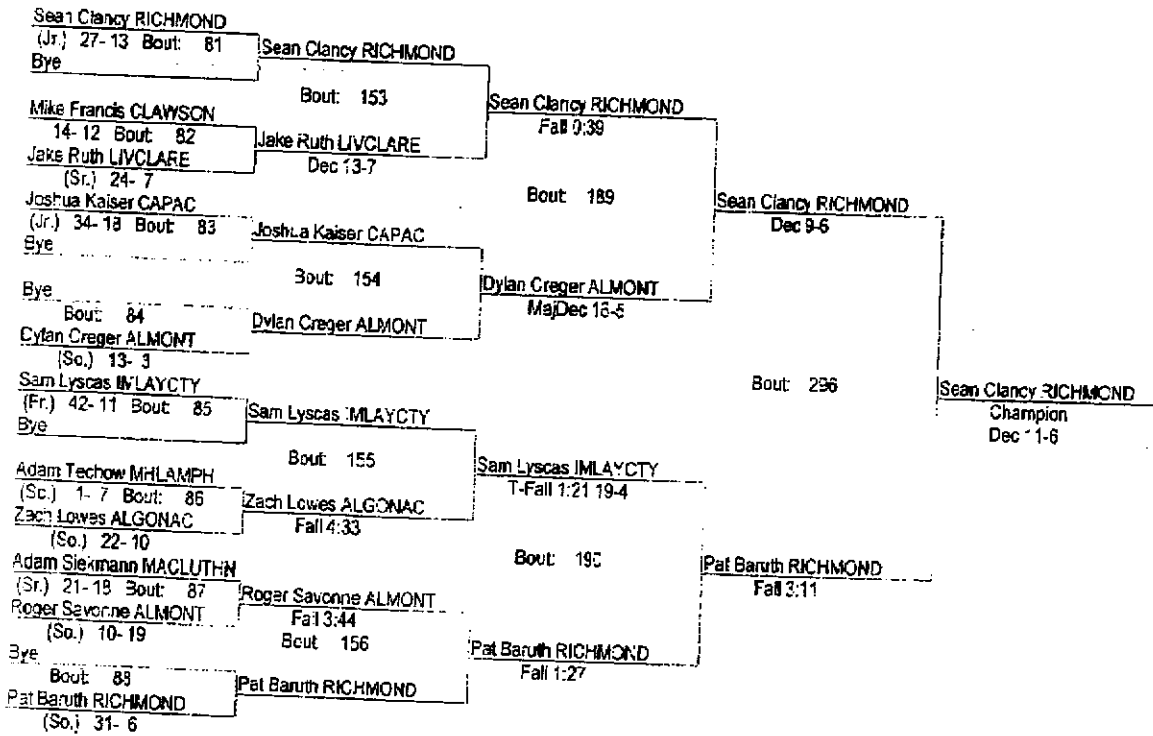 Sean Clancy RICHMOND
(Jr.) 27- 13 Bout: 81
Bye
Mike Francis CLAWSON
14- 12 Bout: 82
Jake Ruth LIVCLARE
(Sr.) 24- 7
Joshua Kaiser CAPAC
(Jr.) 34- 18 Bout: 83
Bye
Bye
Bout: 84
Dylan Creger ALMONT
(So.) 13- 3
Sam Lyscas IMLAYCTY
(Fr.) 42- 11 Bout: 85
Bye
Adam Techow MHLAMPH
(So.) 1- 7 Bout: 86
Zach Lowes ALGONAC
(So.) 22- 10
Adam Siekmann MACLUTHN
(Sr.) 21- 18 Bout: 87
Roger Savonne ALMONT
(So.) 10- 19
Bye
Bout: 88
Pat Baruth RICHMOND
(So.) 31- 6
Sean Clancy RICHMOND
Bout: 153
Jake Ruth LIVCLARE
Dec 13-7
Joshua Kaiser CAPAC
Bout: 154
Dylan Creger ALMONT
Sam Lyscas IMLAYCTY
Bout: 155
Zach Lowes ALGONAC
Fall 4:33
Roger Savonne ALMONT
Fall 3:44
Bout: 156
Pat Baruth RICHMOND
Sean Clancy RICHMOND
Fall 0:39
Bout: 189
Dylan Creger ALMONT
MajDec
Sam Lyscas IMLAYCTY
T-Fall 1:21 19-4
Bout:
Pat Baruth RICHMOND
Fall 1:27
Sean Clancy RICHMOND
Dec 9-6
Bout: 296
Pat Baruth RICHMOND
Fall 3:11
Sean Clancy RICHMOND
Champion
Dec 11-6